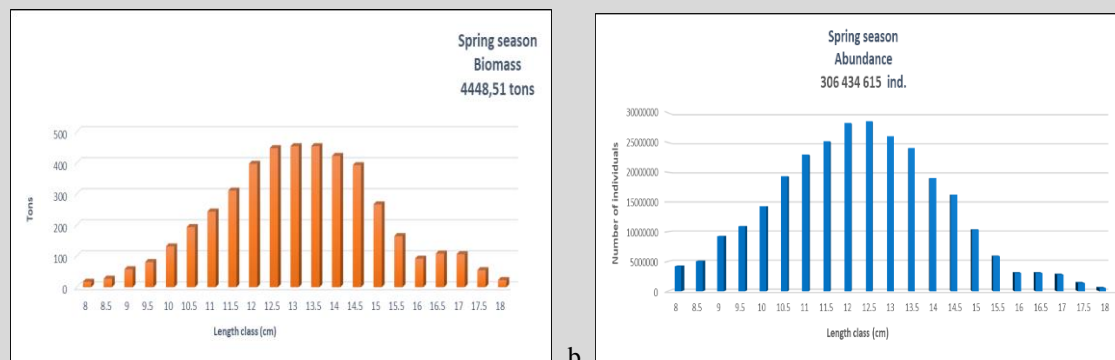 Spring season
Biomass
4448,51 tons
500
400
300
200
100
0
Tons
8 8.5 9 9.5 10 10.5 11 11.5 12 12.5 13 13.5 14 14.5 15 15.5 16 16.5 17 17.5 18
Length class (cm)
b
Spring season
Abundance
306 434 615 ind.
30000000
25000000
20000000
15000000
10000000
5000000
0
Number of individuals
8 8.5 9 9.5 10 10.5 11 11.5 12 12.5 13 13.5 14 14.5 15 15.5 16 16.5 17 17.5 18
Length class (cm)